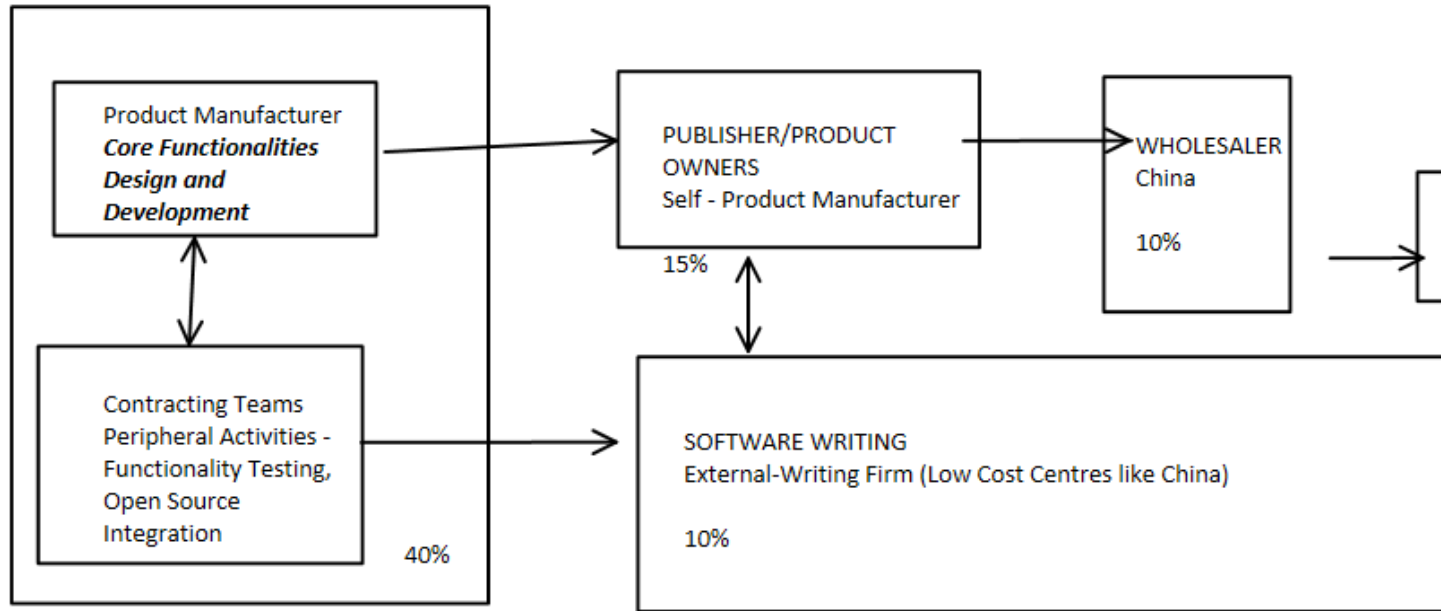 Product Manufacturer
Core Functionalities
Design and
Development
Contracting Teams
Peripheral Activities -
Functionality Testing,
Open Source
Integration
40%
PUBLISHER/PRODUCT
OWNERS
Self - Product Manufacturer
15%
WHOLESALER
China
10%
SOFTWARE WRITING
External-Writing Firm (Low Cost Centres like China)
10%